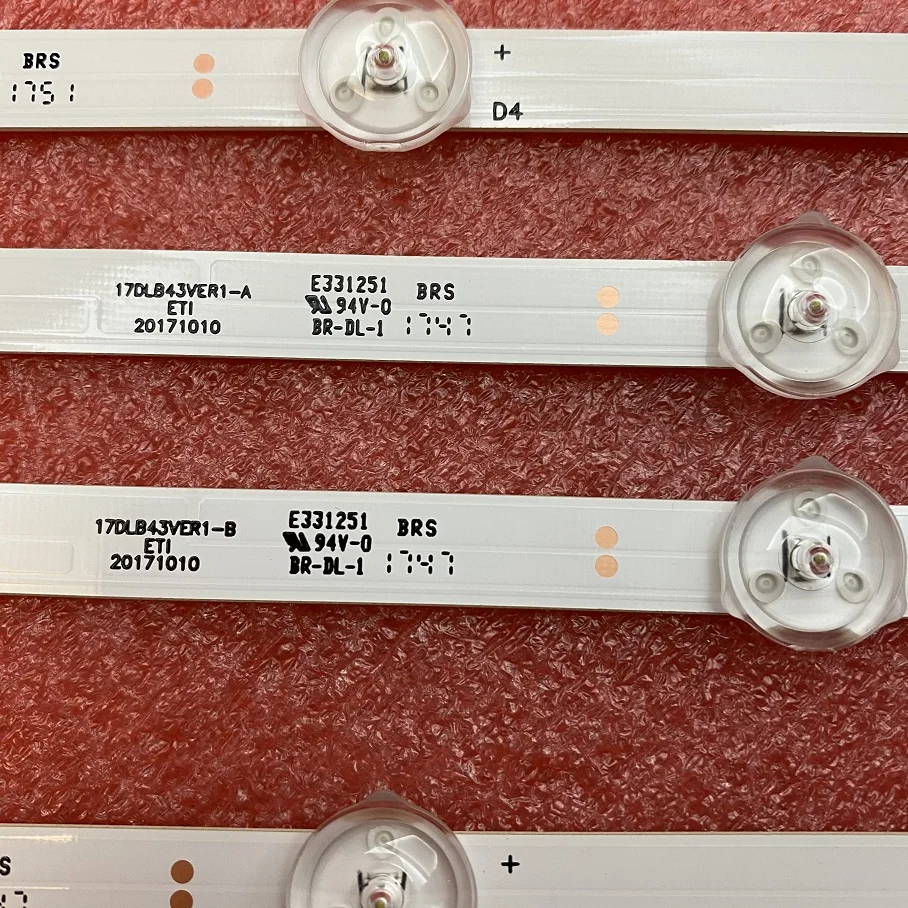 BRS
1751
+
D4
17DLB43VER1-A
ETI
20171010
E331251
94V-0
BR-DL-1
BRS
1747
17DLB43VER1-B
ETI
20171010
E331251
94V-0
BR-DL-1
BRS
1747
S
47
+